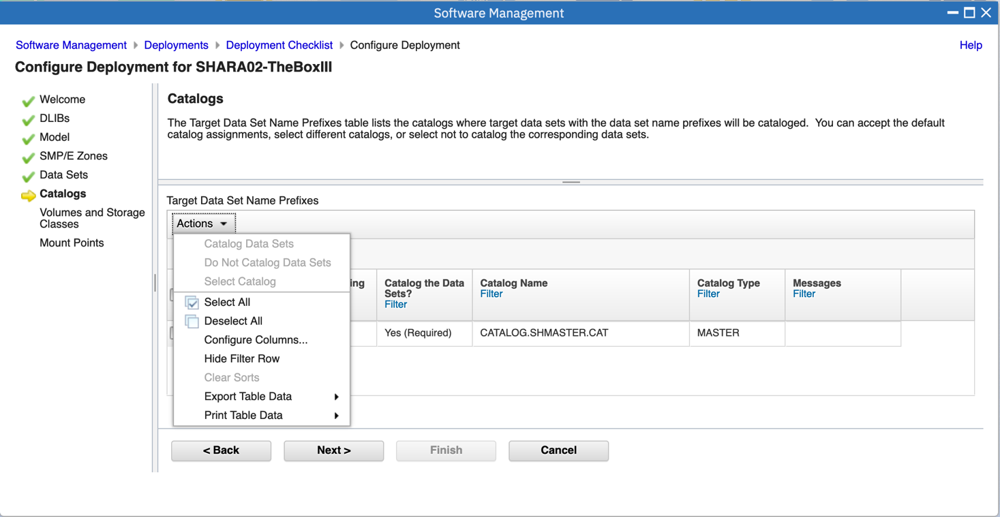 Software Management
Software Management Deployments Deployment Checklist Configure Deployment
Help
Configure Deployment for SHARA02-TheBoxIII
Welcome
DLIBs
Model
SMP/E Zones
Data Sets
Catalogs
Volumes and Storage
Classes
Mount Points
Catalogs
The Target Data Set Name Prefixes table lists the catalogs where target data sets with the data set name prefixes will be cataloged.  You can accept the default
catalog assignments, select different catalogs, or select not to catalog the corresponding data sets.
Target Data Set Name Prefixes
Actions
Catalog Data Sets
Do Not Catalog Data Sets
Select Catalog
Select All
Deselect All
Configure Columns...
Hide Filter Row
Clear Sorts
Export Table Data
Print Table Data
Catalog the Data
Sets?
Filter
Catalog Name
Filter
Catalog Type
Filter
Messages
Filter
Yes (Required)
CATALOG.SHMASTER.CAT
MASTER
< Back
Next >
Finish
Cancel